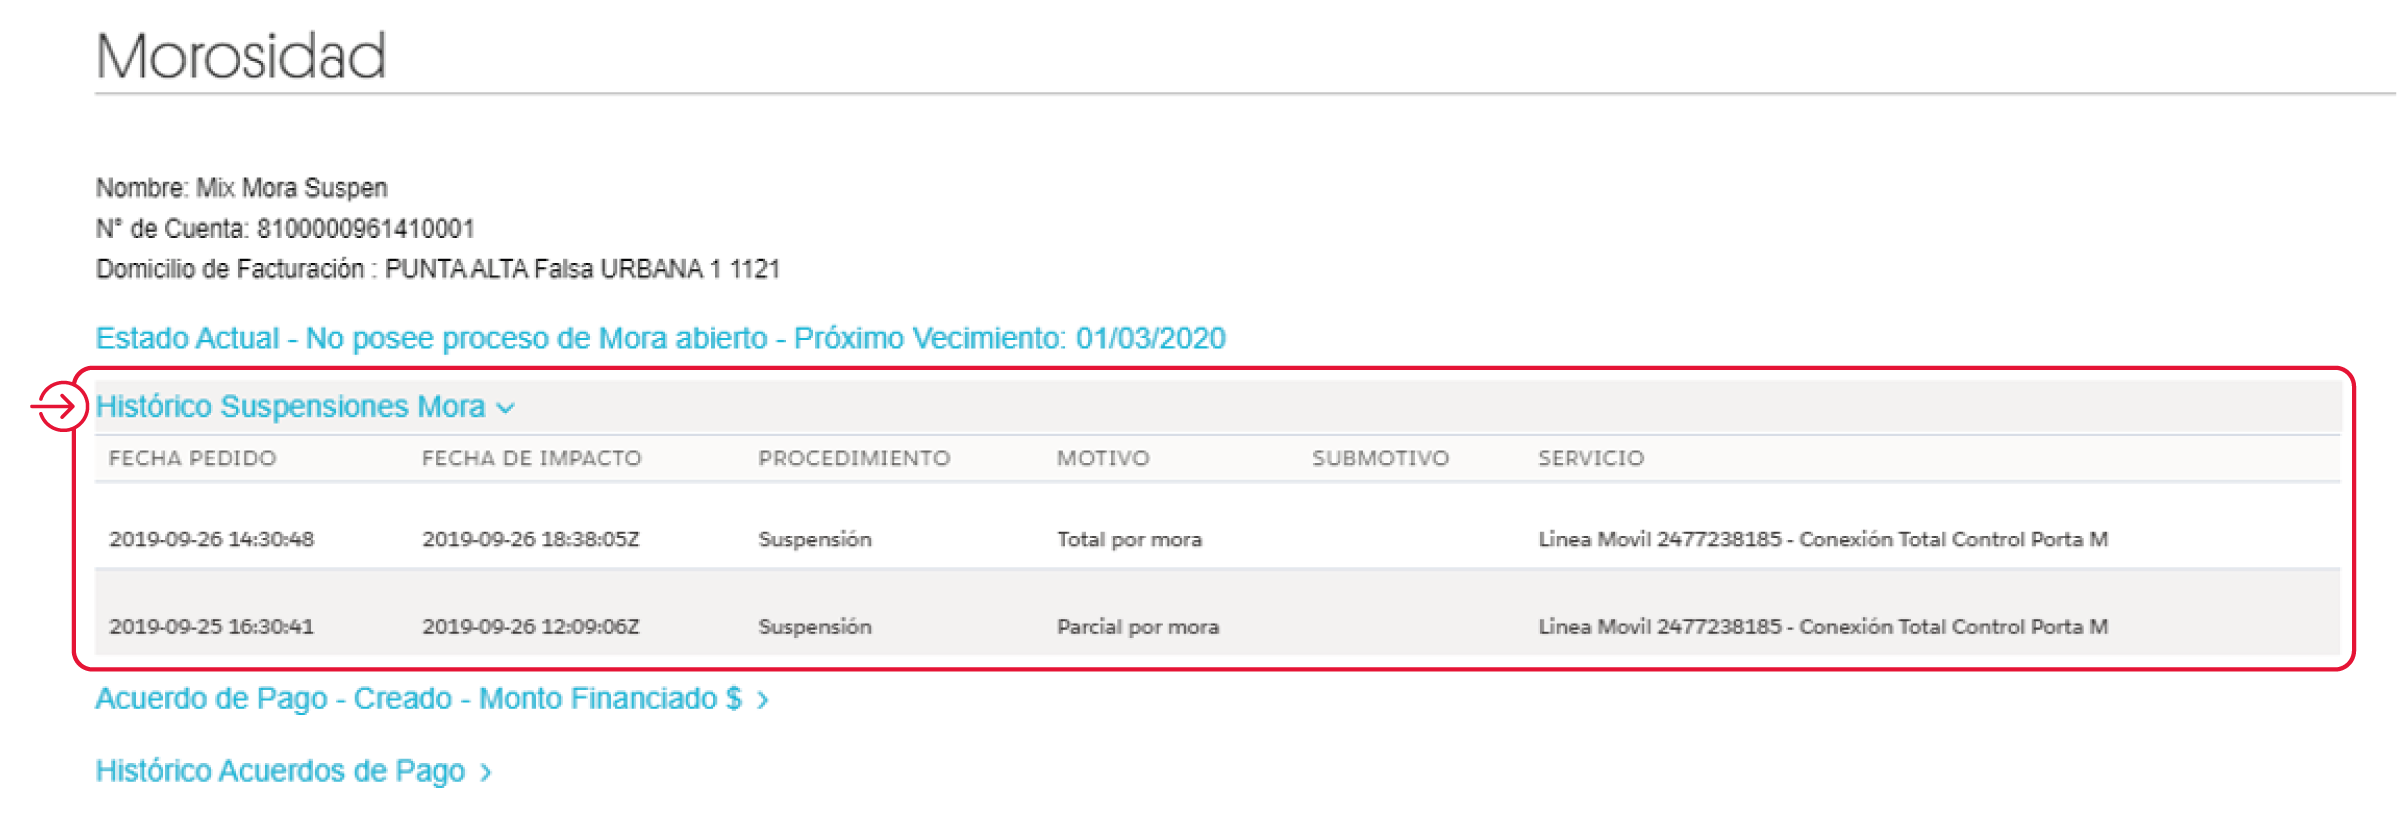 Morosidad
Nombre: Mix Mora Suspen
N° de Cuenta: 8100000961410001
Domicilio de Facturación : PUNTA ALTA Falsa URBANA 1 1121
Estado Actual - No posee proceso de Mora abierto - Próximo Vecimiento: 01/03/2020
Histórico Suspensiones Mora
FECHA PEDIDO FECHA DE IMPACTO PROCEDIMIENTO MOTIVO SUBMOTIVO SERVICIO
2019-09-26 14:30:48 2019-09-26 18:38:05Z Suspensión Total por mora Linea Movil 2477238185 - Conexión Total Control Porta M
2019-09-25 16:30:41 2019-09-26 12:09:06Z Suspensión Parcial por mora Linea Movil 2477238185 - Conexión Total Control Porta M
Acuerdo de Pago - Creado - Monto Financiado $ >
Histórico Acuerdos de Pago >